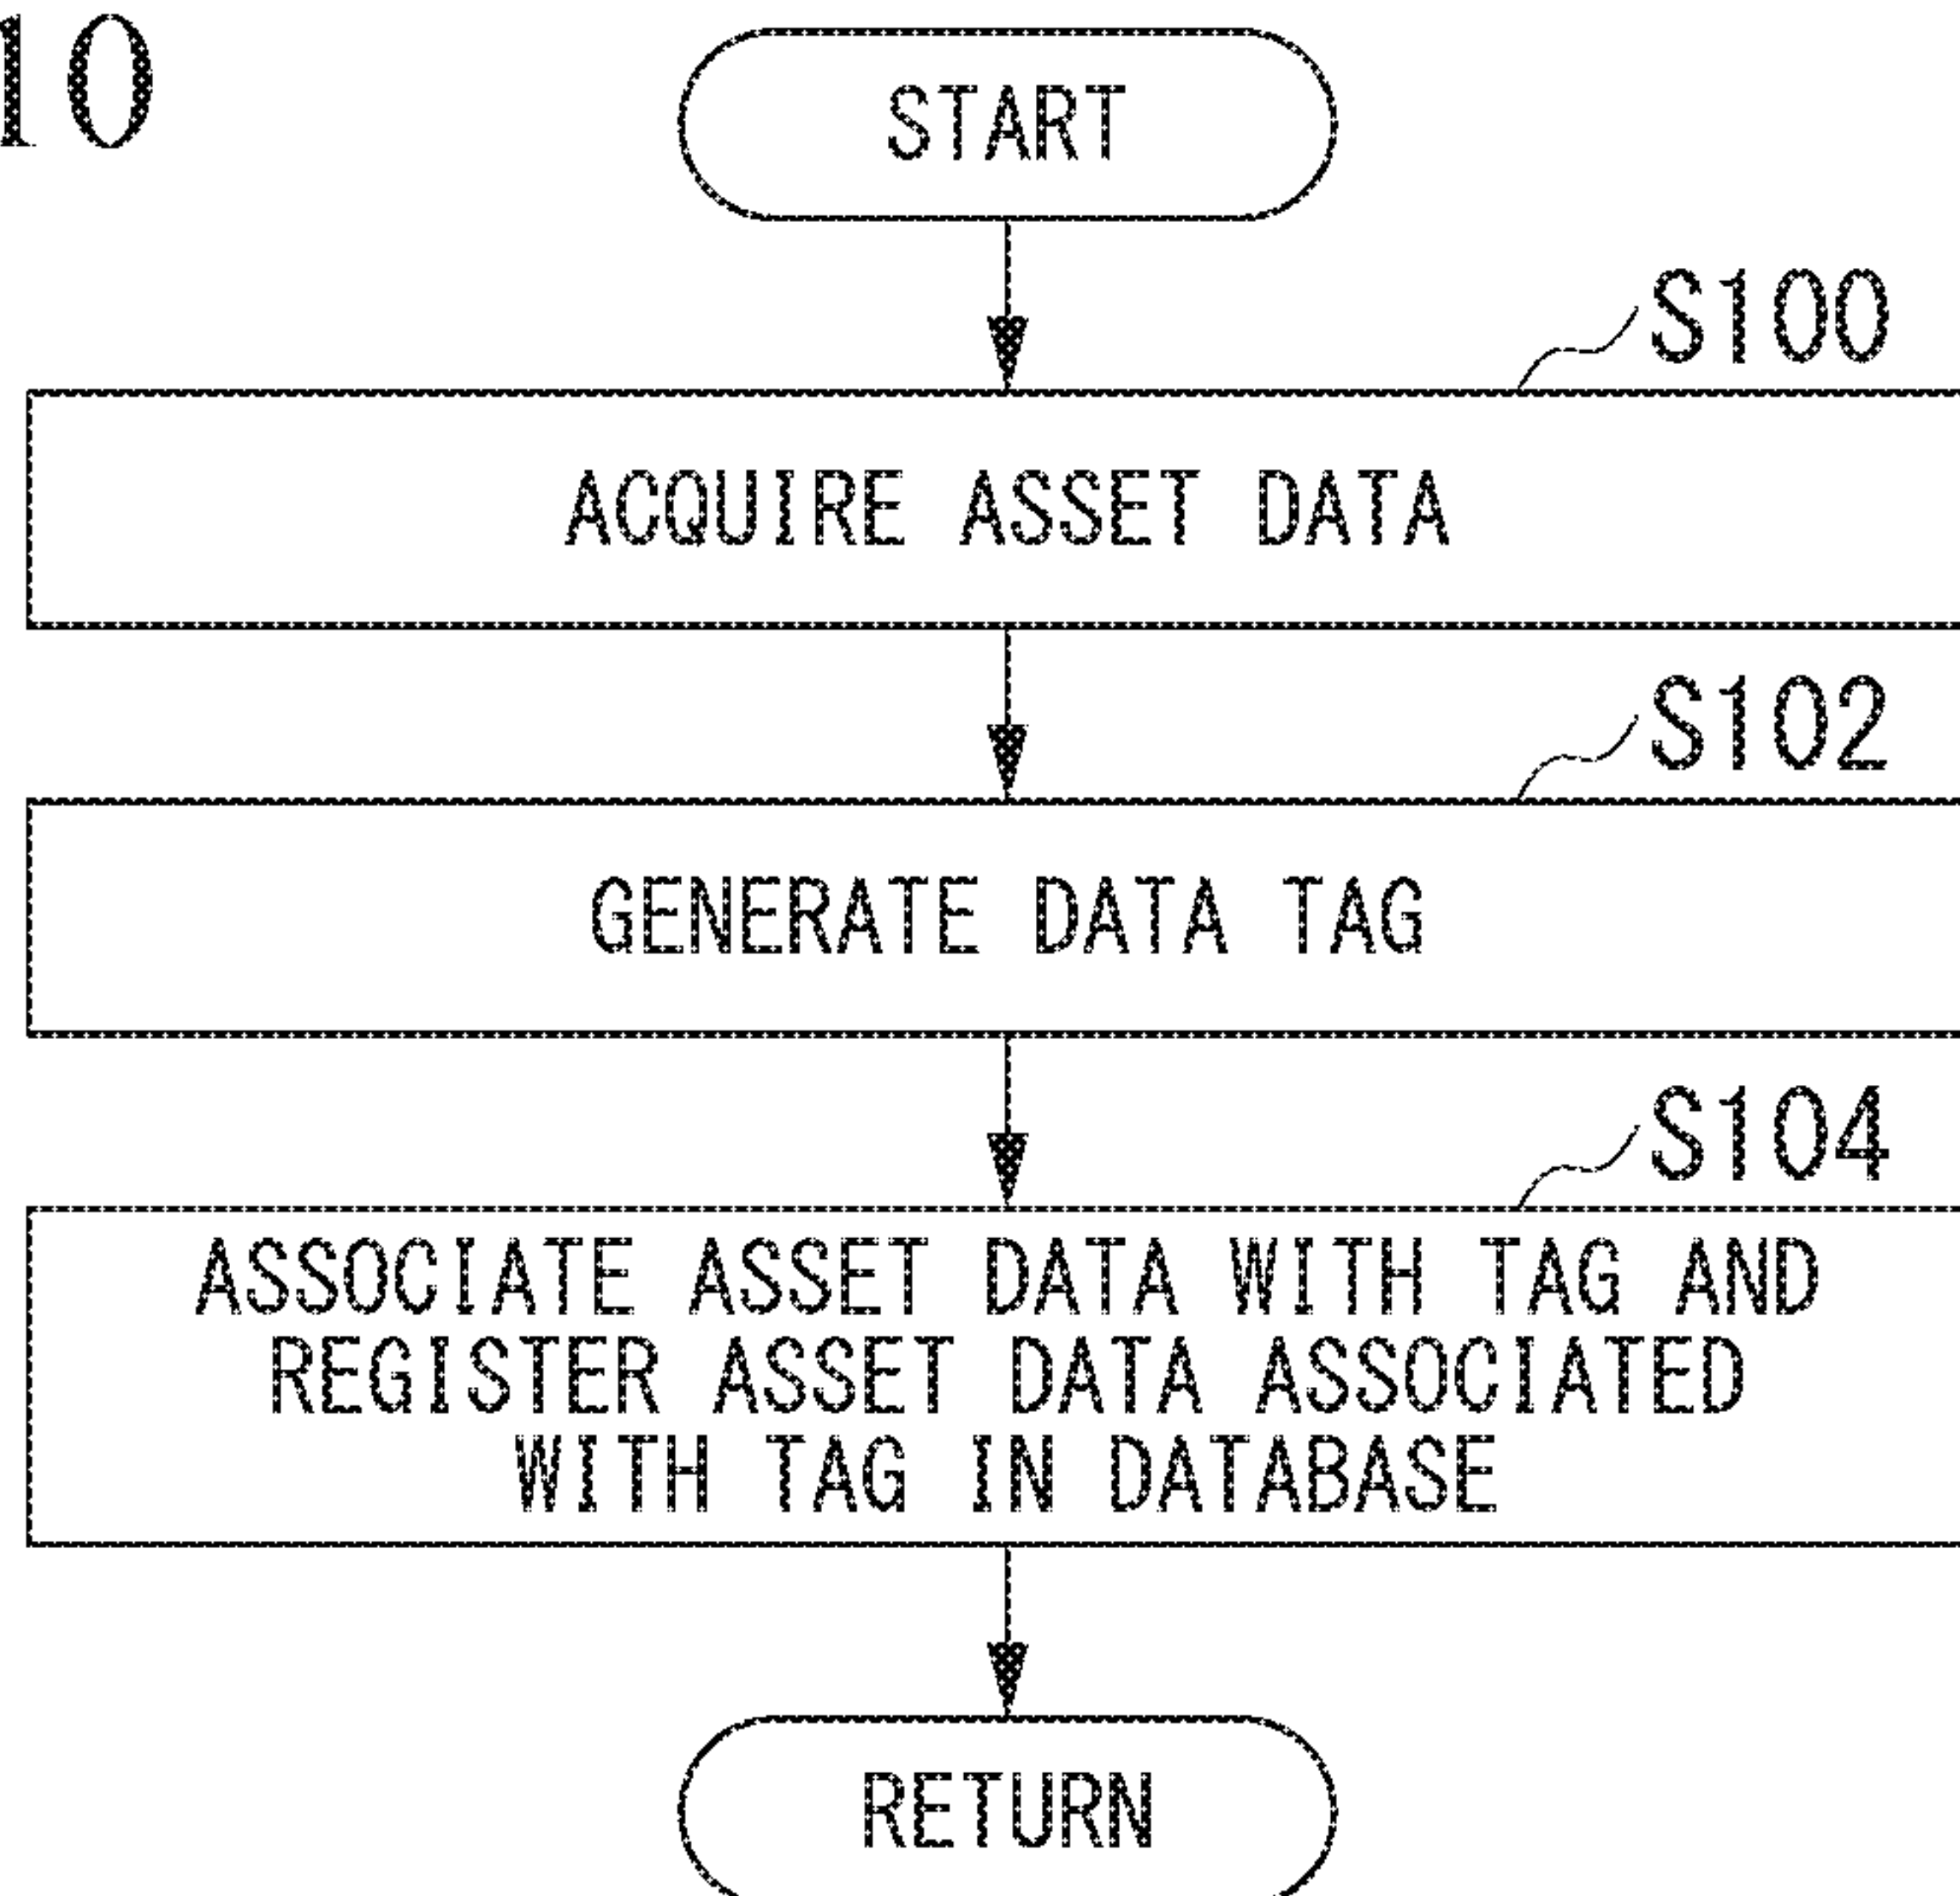 10
START
S100
ACQUIRE ASSET DATA
S102
GENERATE DATA TAG
S104
ASSOCIATE ASSET DATA WITH TAG AND
REGISTER ASSET DATA ASSOCIATED
WITH TAG IN DATABASE
RETURN